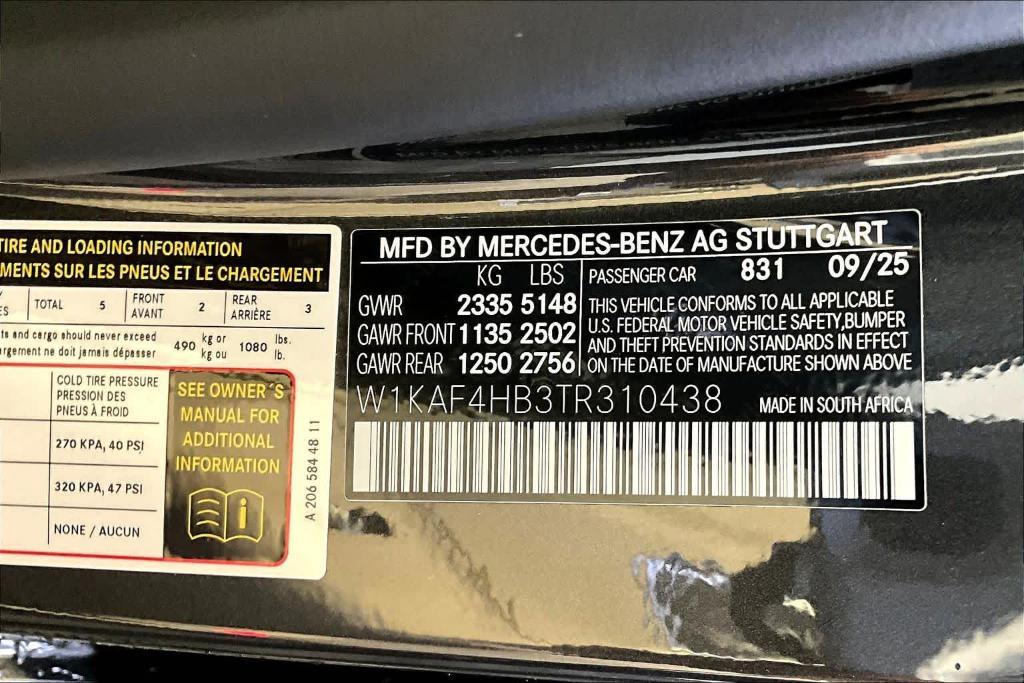 TIRE AND LOADING INFORMATION
MENTS SUR LES PNEUS ET LE CHARGEMENT
TOTAL 5 FRONT AVANT 2 REAR ARRIÈRE 3
and cargo should never exceed
ne doit jamais dépasser
490 kg or kg ou 1080 lbs. lb.
COLD TIRE PRESSURE
PRESSION DES
PNEUS À FROID
270 KPA, 40 PSI
320 KPA, 47 PSI
NONE / AUCUN
SEE OWNER´S
MANUAL FOR
ADDITIONAL
INFORMATION
A 206 584 48 11
MFD BY MERCEDES-BENZ AG STUTTGART
KG LBS
GVWR 2335 5148
GAWR FRONT 1135 2502
GAWR REAR 1250 2756
PASSENGER CAR 831 09/25
THIS VEHICLE CONFORMS TO ALL APPLICABLE
U.S. FEDERAL MOTOR VEHICLE SAFETY,BUMPER
AND THEFT PREVENTION STANDARDS IN EFFECT
ON THE DATE OF MANUFACTURE SHOWN ABOVE
W1KAF4HB3TR310438
MADE IN SOUTH AFRICA